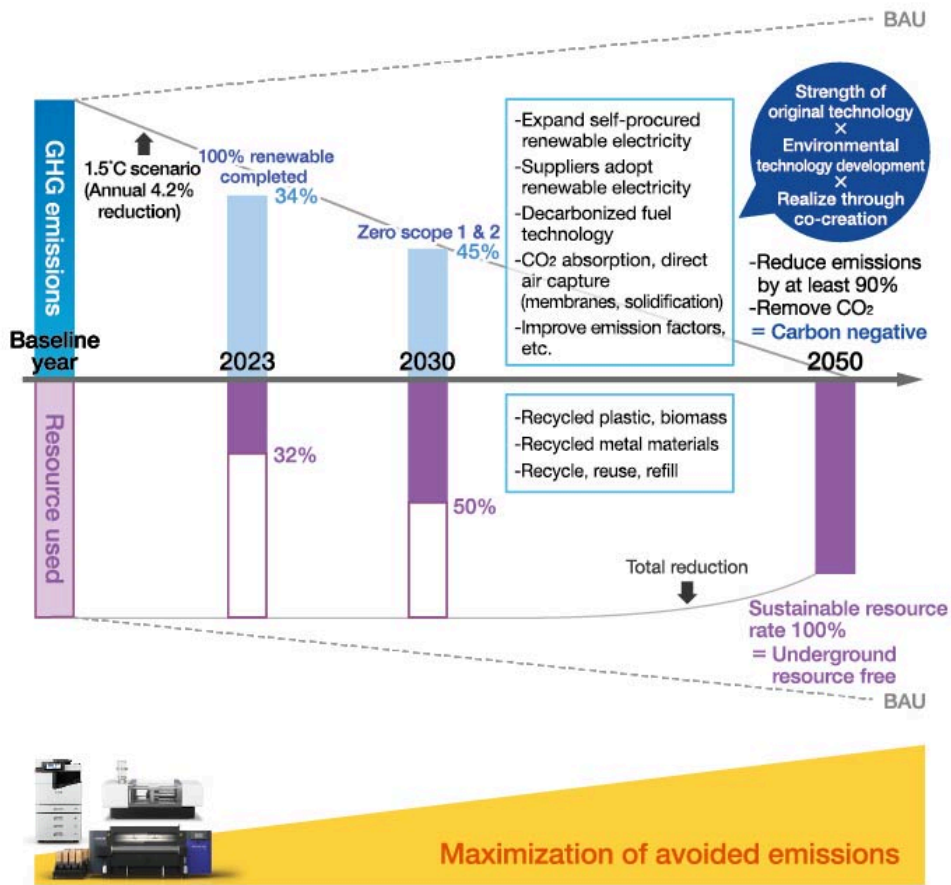 BAU
GHG emissions
1.5°C scenario
(Annual 4.2%
reduction)
100% renewable
completed
34%
Zero scope 1 & 2
45%
-Expand self-procured
renewable electricity
-Suppliers adopt
renewable electricity
-Decarbonized fuel
technology
-CO₂ absorption, direct
air capture
(membranes, solidification)
-Improve emission factors,
etc.
Strength of
original technology
×
Environmental
technology development
×
Realize through
co-creation
-Reduce emissions
by at least 90%
-Remove CO₂
= Carbon negative
Baseline
year
2023
2030
2050
Resource used
32%
50%
-Recycled plastic, biomass
-Recycled metal materials
-Recycle, reuse, refill
Total reduction
Sustainable resource
rate 100%
= Underground
resource free
BAU
Maximization of avoided emissions